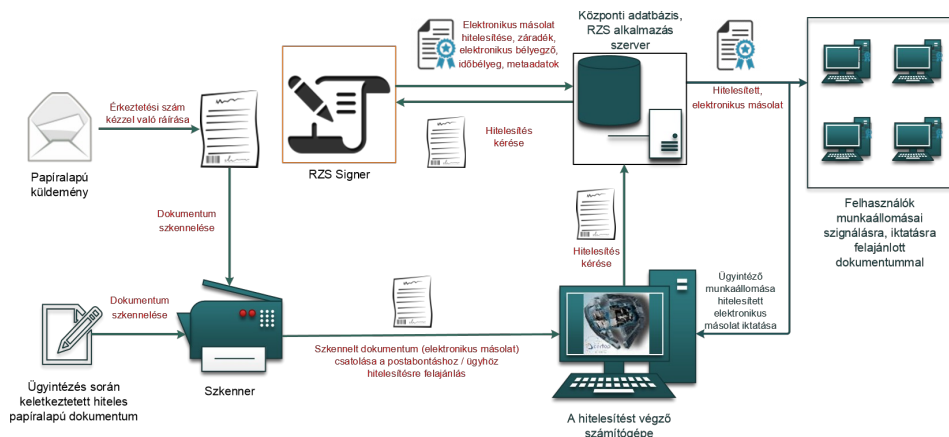 Elektronikus másolat
hitelesítése, záradék,
elektronikus bélyegző,
időbélyeg, metaadatok
Központi adatbázis,
RZS alkalmazás
szerver
Érkeztetési szám
kézzel való ráírása
Hitelesített,
elektronikus másolat
Hitelesítés
kérése
Papíralapú
küldemény
RZS Signer
Felhasználók
munkaállomásai
szignálásra, iktatásra
felajánlott
dokumentummal
Dokumentum
szkennelése
Hitelesítés
kérése
Ügyintéző
munkaállomása
hitelesített
elektronikus
másolat iktatása
Dokumentum
szkennelése
Szkennelt dokumentum (elektronikus másolat)
csatolása a postabontáshoz / ügyhöz
hitelesítésre felajánlás
Ügyintézés során
keletkeztetett hiteles
papíralapú dokumentum
Szkenner
A hitelesítést végző
számítógépe